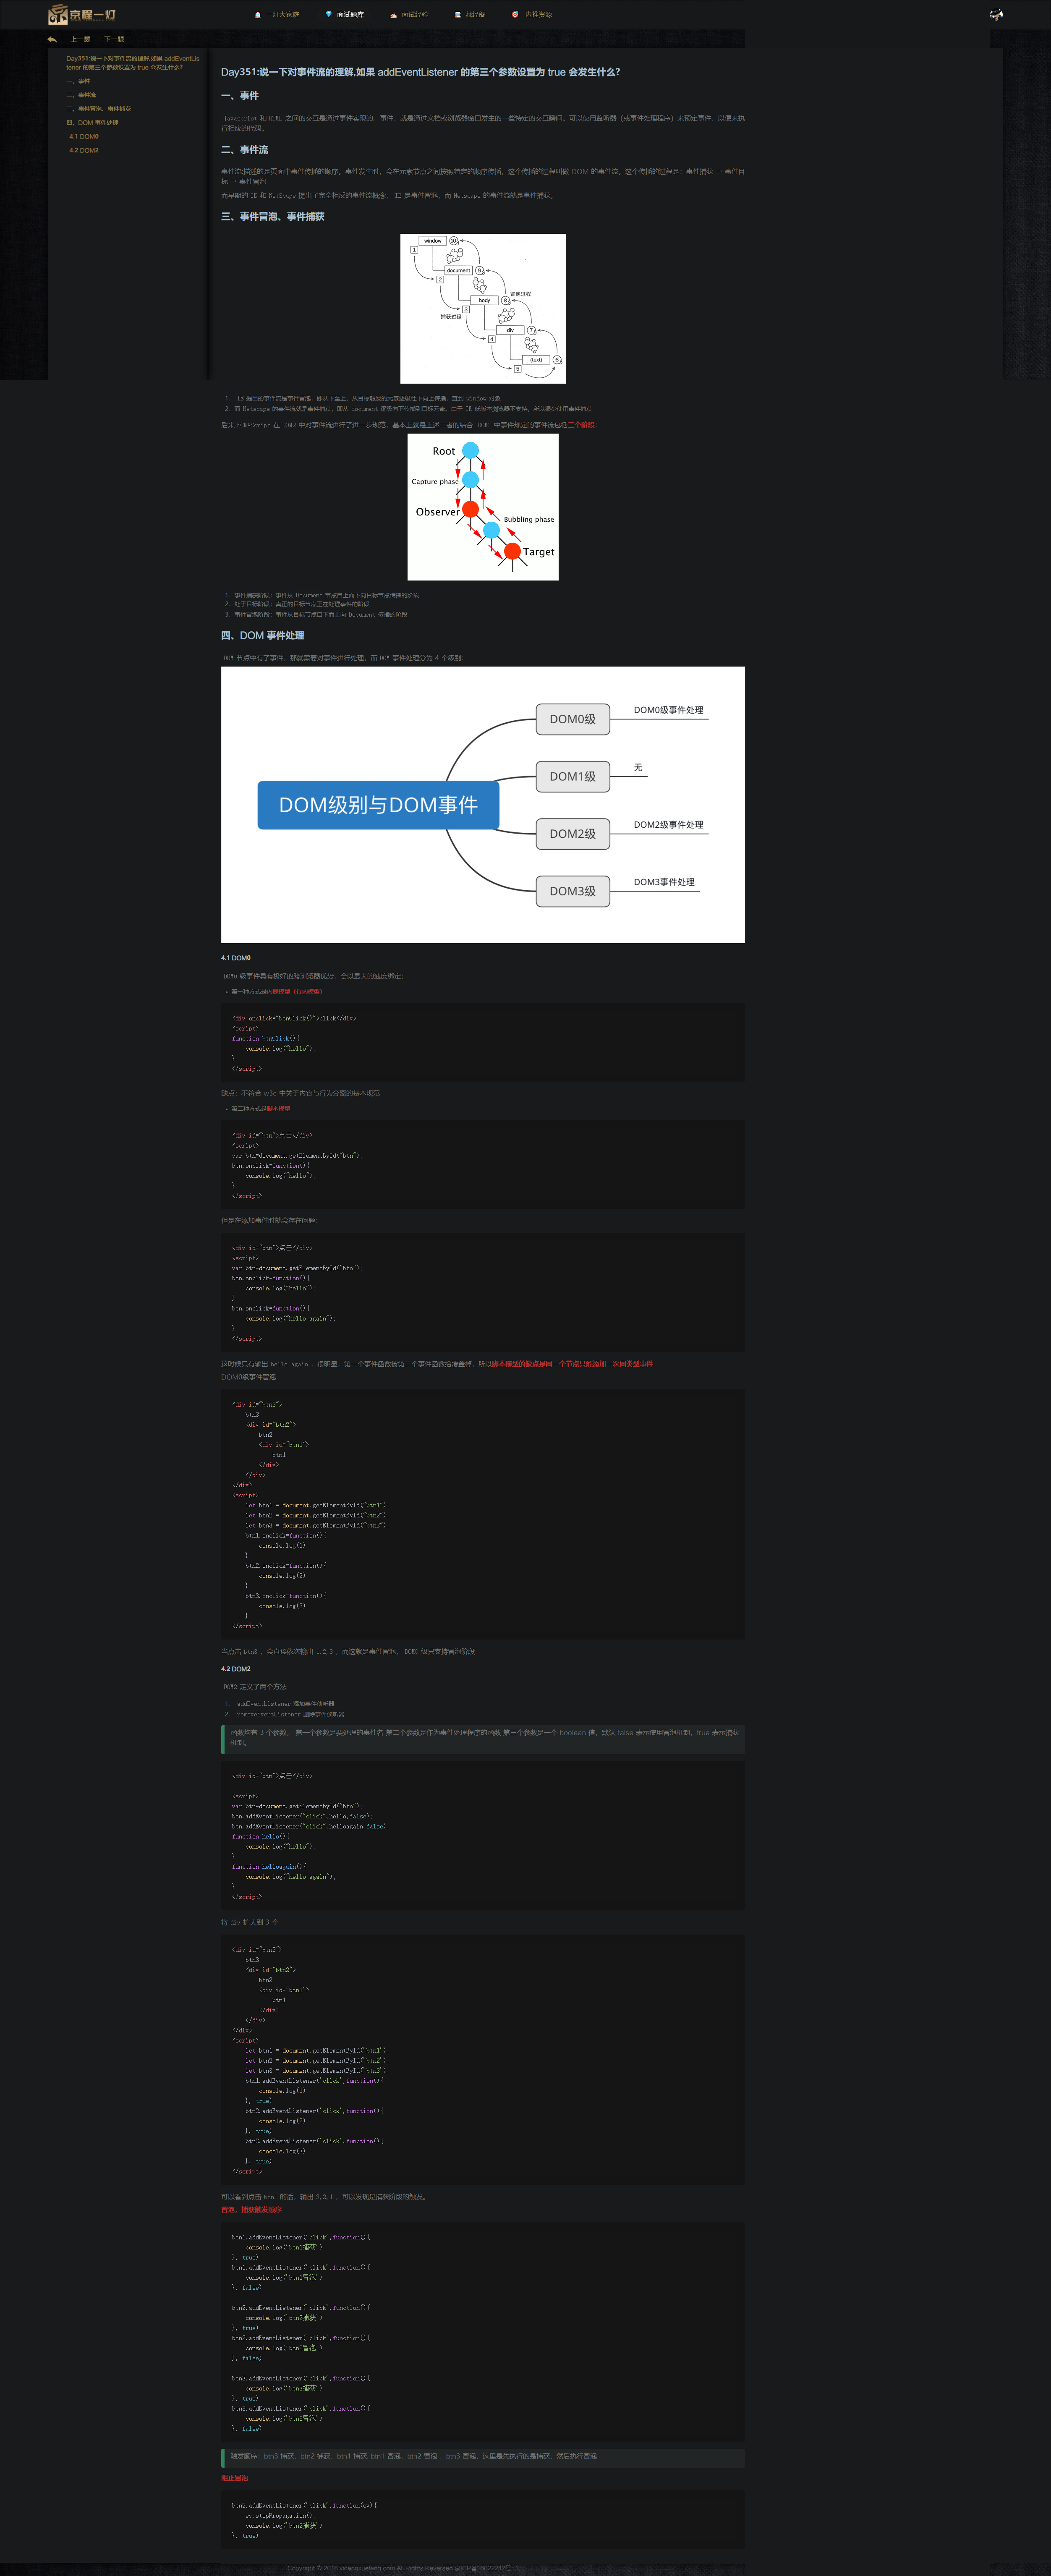 京程一灯
一灯大家庭
面试题库
面试经验
藏经阁
内推资源
上一题
下一题
Day351:说一下对事件流的理解,如果 addEventLis
tener 的第三个参数设置为 true 会发生什么?
一、事件
二、事件流
三、事件冒泡、事件捕获
四、DOM 事件处理
4.1 DOM0
4.2 DOM2
Day351:说一下对事件流的理解,如果 addEventListener 的第三个参数设置为 true 会发生什么?
一、事件
Javascript 和 HTML 之间的交互是通过事件实现的。事件，就是通过文档或浏览器窗口发生的一些特定的交互瞬间。可以使用监听器（或事件处理程序）来预定事件，以便来执
行相应的代码。
二、事件流
事件流:描述的是页面中事件传播的顺序。事件发生时，会在元素节点之间按照特定的顺序传播，这个传播的过程叫做 DOM 的事件流。这个传播的过程是：事件捕获 → 事件目
标 → 事件冒泡
而早期的 IE 和 NetScape 提出了完全相反的事件流概念， IE 是事件冒泡，而 Netscape 的事件流就是事件捕获。
三、事件冒泡、事件捕获
window
10
1
document
9
2
body
8
冒泡过程
3
捕获过程
div
7
4
(text)
6
5
1. IE 提出的事件流是事件冒泡，即从下至上，从目标触发的元素逐级往下向上传播，直到 window 对象
2. 而 Netscape 的事件流就是事件捕获，即从 document 逐级向下传播到目标元素。由于 IE 低版本浏览器不支持，所以很少使用事件捕获
后来 ECMAScript 在 DOM2 中对事件流进行了进一步规范，基本上就是上述二者的结合 DOM2 中事件规定的事件流包括三个阶段：
Root
Capture phase
Observer
Bubbling phase
Target
1. 事件捕获阶段：事件从 Document 节点自上而下向目标节点传播的阶段
2. 处于目标阶段：真正的目标节点正在处理事件的阶段
3. 事件冒泡阶段：事件从目标节点自下而上向 Document 传播的阶段
四、DOM 事件处理
DOM 节点中有了事件，那就需要对事件进行处理，而 DOM 事件处理分为 4 个级别:
DOM级别与DOM事件
DOM0级
DOM0级事件处理
DOM1级
无
DOM2级
DOM2级事件处理
DOM3级
DOM3事件处理
4.1 DOM0
DOM0 级事件具有极好的跨浏览器优势，会以最大的速度绑定；
• 第一种方式是内联模型（行内模型）
<div onclick="btnClick()">click</div>
<script>
function btnClick(){
console.log("hello");
}
</script>
缺点：不符合 w3c 中关于内容与行为分离的基本规范
• 第二种方式是脚本模型
<div id="btn">点击</div>
<script>
var btn=document.getElementById("btn");
btn.onclick=function(){
console.log("hello");
}
</script>
但是在添加事件时就会存在问题：
<div id="btn">点击</div>
<script>
var btn=document.getElementById("btn");
btn.onclick=function(){
console.log("hello");
}
btn.onclick=function(){
console.log("hello again");
}
</script>
这时候只有输出 hello again ，很明显，第一个事件函数被第二个事件函数给覆盖掉，所以脚本模型的缺点是同一个节点只能添加一次同类型事件
DOM0级事件冒泡
<div id="btn3">
btn3
<div id="btn2">
btn2
<div id="btn1">
btn1
</div>
</div>
</div>
<script>
let btn1 = document.getElementById("btn1");
let btn2 = document.getElementById("btn2");
let btn3 = document.getElementById("btn3");
btn1.onclick=function(){
console.log(1)
}
btn2.onclick=function(){
console.log(2)
}
btn3.onclick=function(){
console.log(3)
}
</script>
当点击 btn3 ，会直接依次输出 1,2,3 ，而这就是事件冒泡， DOM0 级只支持冒泡阶段
4.2 DOM2
DOM2 定义了两个方法
1. addEventListener 添加事件侦听器
2. removeEventListener 删除事件侦听器
函数均有 3 个参数， 第一个参数是要处理的事件名 第二个参数是作为事件处理程序的函数 第三个参数是一个 boolean 值，默认 false 表示使用冒泡机制，true 表示捕获
机制。
<div id="btn">点击</div>
<script>
var btn=document.getElementById("btn");
btn.addEventListener("click",hello,false);
btn.addEventListener("click",helloagain,false);
function hello(){
console.log("hello");
}
function helloagain(){
console.log("hello again");
}
</script>
将 div 扩大到 3 个
<div id="btn3">
btn3
<div id="btn2">
btn2
<div id="btn1">
btn1
</div>
</div>
</div>
<script>
let btn1 = document.getElementById('btn1');
let btn2 = document.getElementById('btn2');
let btn3 = document.getElementById('btn3');
btn1.addEventListener('click',function(){
console.log(1)
}, true)
btn2.addEventListener('click',function(){
console.log(2)
}, true)
btn3.addEventListener('click',function(){
console.log(3)
}, true)
</script>
可以看到点击 btn1 的话，输出 3,2,1 ，可以发现是捕获阶段的触发。
冒泡、捕获触发顺序
btn1.addEventListener('click',function(){
console.log('btn1捕获')
}, true)
btn1.addEventListener('click',function(){
console.log('btn1冒泡')
}, false)
btn2.addEventListener('click',function(){
console.log('btn2捕获')
}, true)
btn2.addEventListener('click',function(){
console.log('btn2冒泡')
}, false)
btn3.addEventListener('click',function(){
console.log('btn3捕获')
}, true)
btn3.addEventListener('click',function(){
console.log('btn3冒泡')
}, false)
触发顺序：btn3 捕获，btn2 捕获，btn1 捕获, btn1 冒泡，btn2 冒泡 ，btn3 冒泡，这里是先执行的是捕获，然后执行冒泡
阻止冒泡
btn2.addEventListener('click',function(ev){
ev.stopPropagation();
console.log('btn2捕获')
}, true)
Copyright © 2016 yidengxuetang.com All Rights Reversed.京ICP备16022242号-1